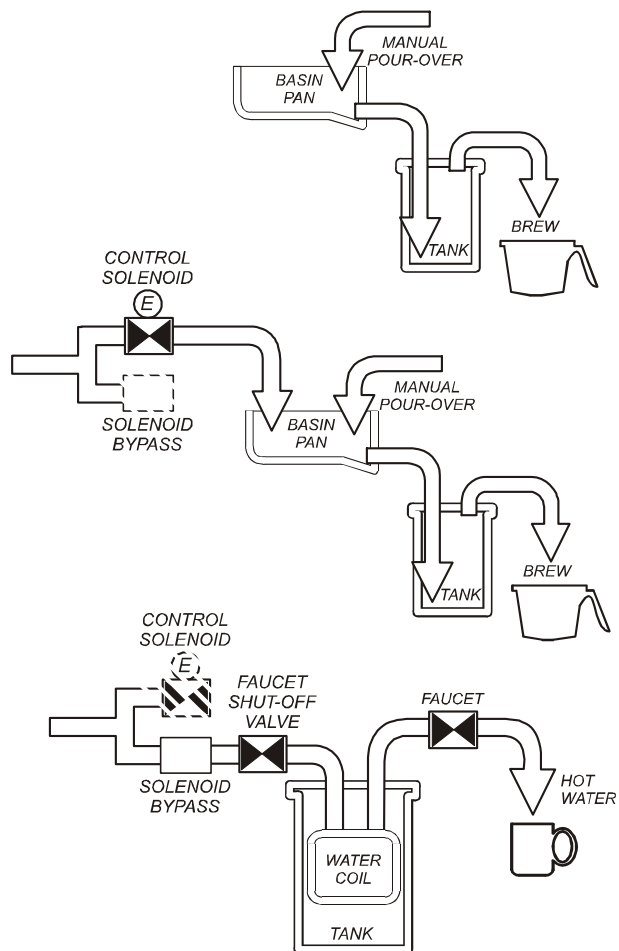 MANUAL
POUR-OVER
BASIN
PAN
TANK
BREW
CONTROL
SOLENOID
E
SOLENOID
BYPASS
MANUAL
POUR-OVER
BASIN
PAN
TANK
BREW
CONTROL
SOLENOID
E
FAUCET
SHUT-OFF
VALVE
FAUCET
SOLENOID
BYPASS
HOT
WATER
WATER
COIL
TANK